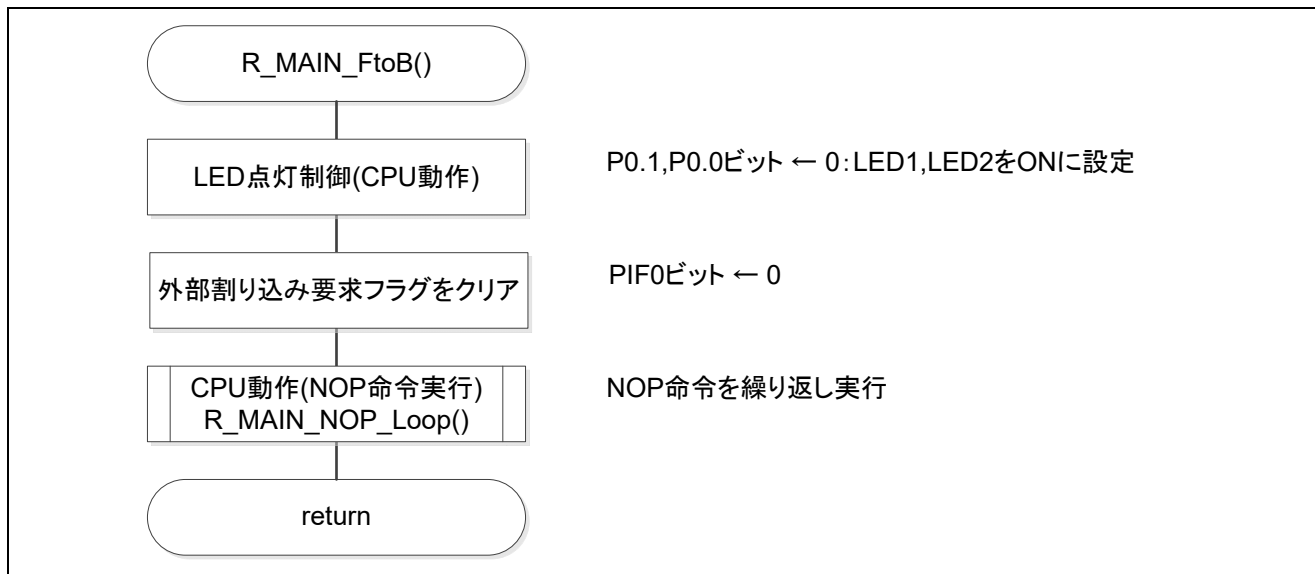 R_MAIN_FtoB()
LED点灯制御(CPU動作)
P0.1,P0.0ビット ← 0:LED1,LED2をONに設定
外部割り込み要求フラグをクリア
PIF0ビット ← 0
CPU動作(NOP命令実行)
R_MAIN_NOP_Loop()
NOP命令を繰り返し実行
return